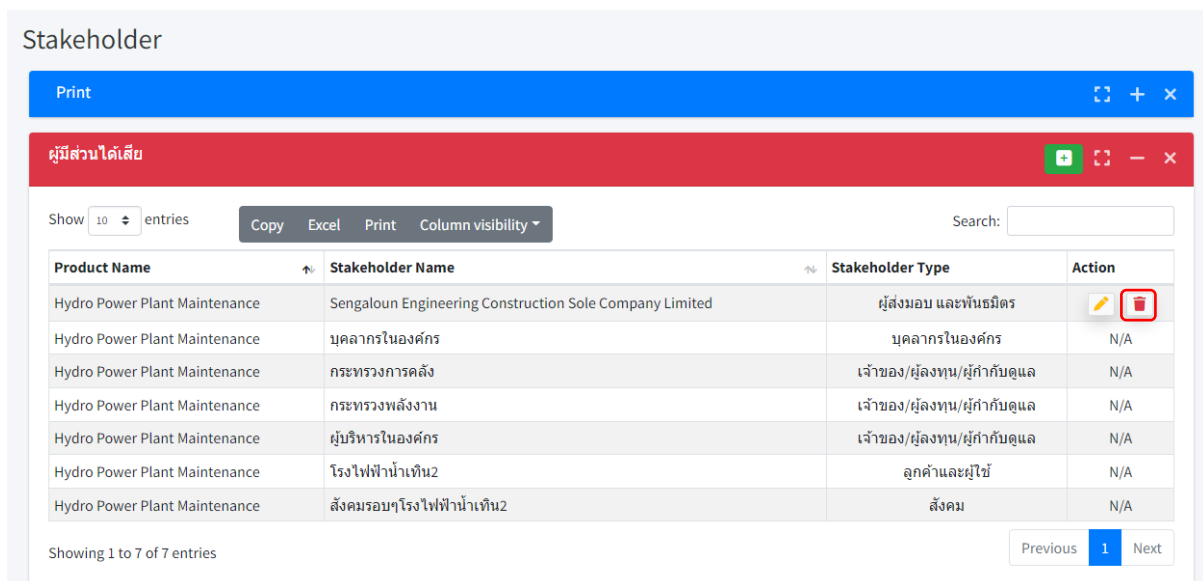 Stakeholder
Print
ผู้มีส่วนได้เสีย
Show 10 entries Copy Excel Print Column visibility Search:
Product Name Stakeholder Name Stakeholder Type Action
Hydro Power Plant Maintenance Sengaloun Engineering Construction Sole Company Limited ผู้ส่งมอบ และพันธมิตร
Hydro Power Plant Maintenance บุคลากรในองค์กร บุคลากรในองค์กร N/A
Hydro Power Plant Maintenance กระทรวงการคลัง เจ้าของ/ผู้ลงทุน/ผู้กำกับดูแล N/A
Hydro Power Plant Maintenance กระทรวงพลังงาน เจ้าของ/ผู้ลงทุน/ผู้กำกับดูแล N/A
Hydro Power Plant Maintenance ผู้บริหารในองค์กร เจ้าของ/ผู้ลงทุน/ผู้กำกับดูแล N/A
Hydro Power Plant Maintenance โรงไฟฟ้าน้ำเทิน2 ลูกค้าและผู้ใช้ N/A
Hydro Power Plant Maintenance สังคมรอบๆโรงไฟฟ้าน้ำเทิน2 สังคม N/A
Showing 1 to 7 of 7 entries Previous 1 Next